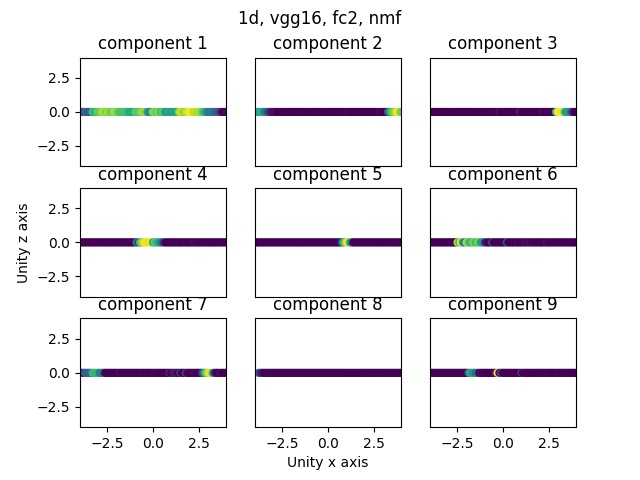 1d, vgg16, fc2, nmf
component 1
component 2
component 3
2.5
0.0
−2.5
component 4
component 5
component 6
2.5
0.0
−2.5
Unity z axis
component 7
component 8
component 9
2.5
0.0
−2.5
−2.5 0.0 2.5
−2.5 0.0 2.5
−2.5 0.0 2.5
Unity x axis